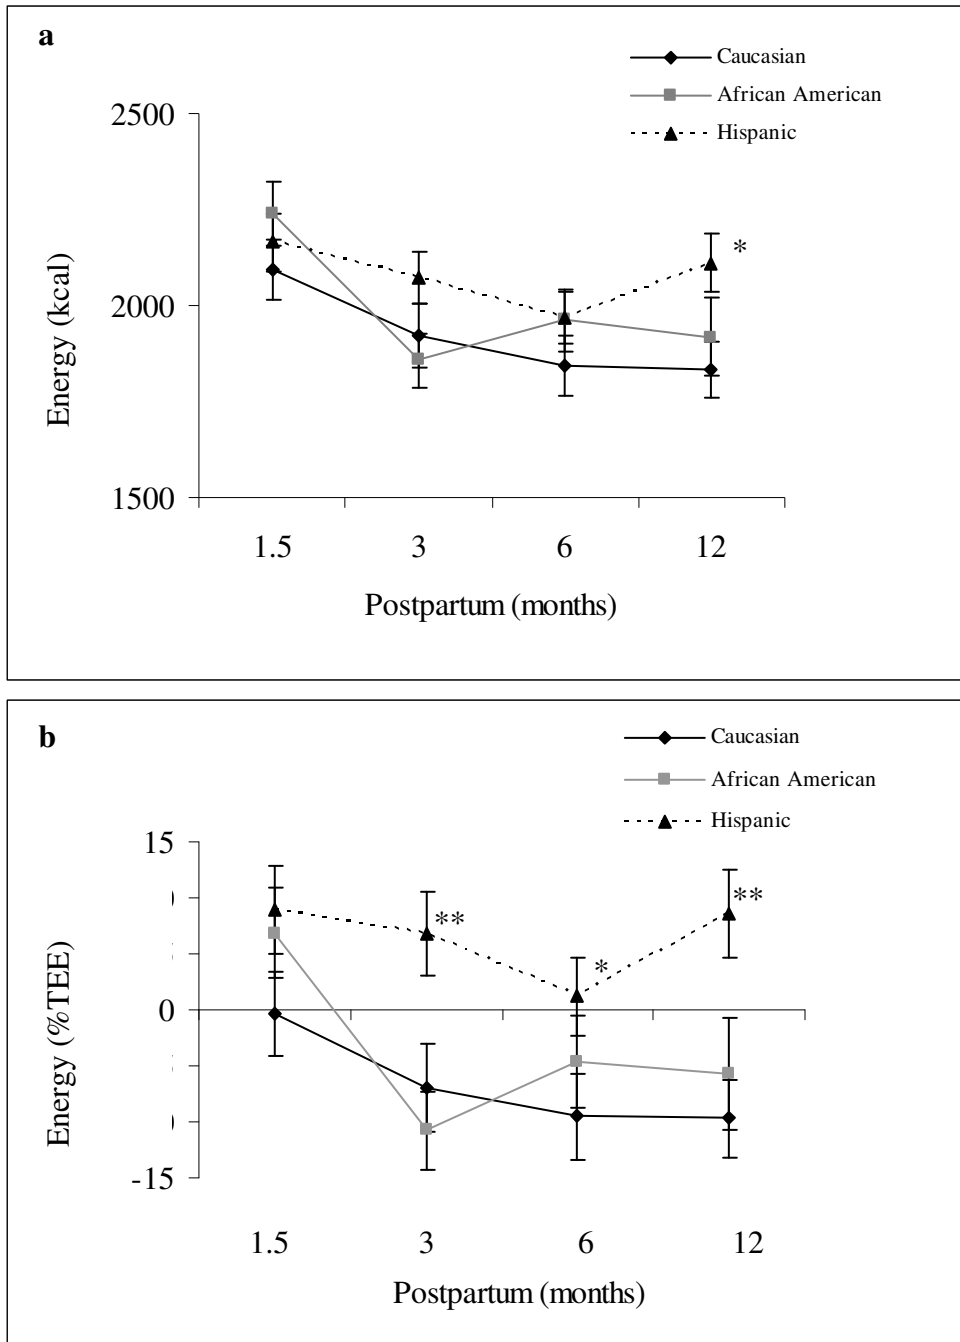 a
Caucasian
African American
Hispanic
2500
2000
1500
Energy (kcal)
*
1.5 3 6 12
Postpartum (months)
b
Caucasian
African American
Hispanic
15
0
-15
Energy (%TEE)
**
*
**
1.5 3 6 12
Postpartum (months)